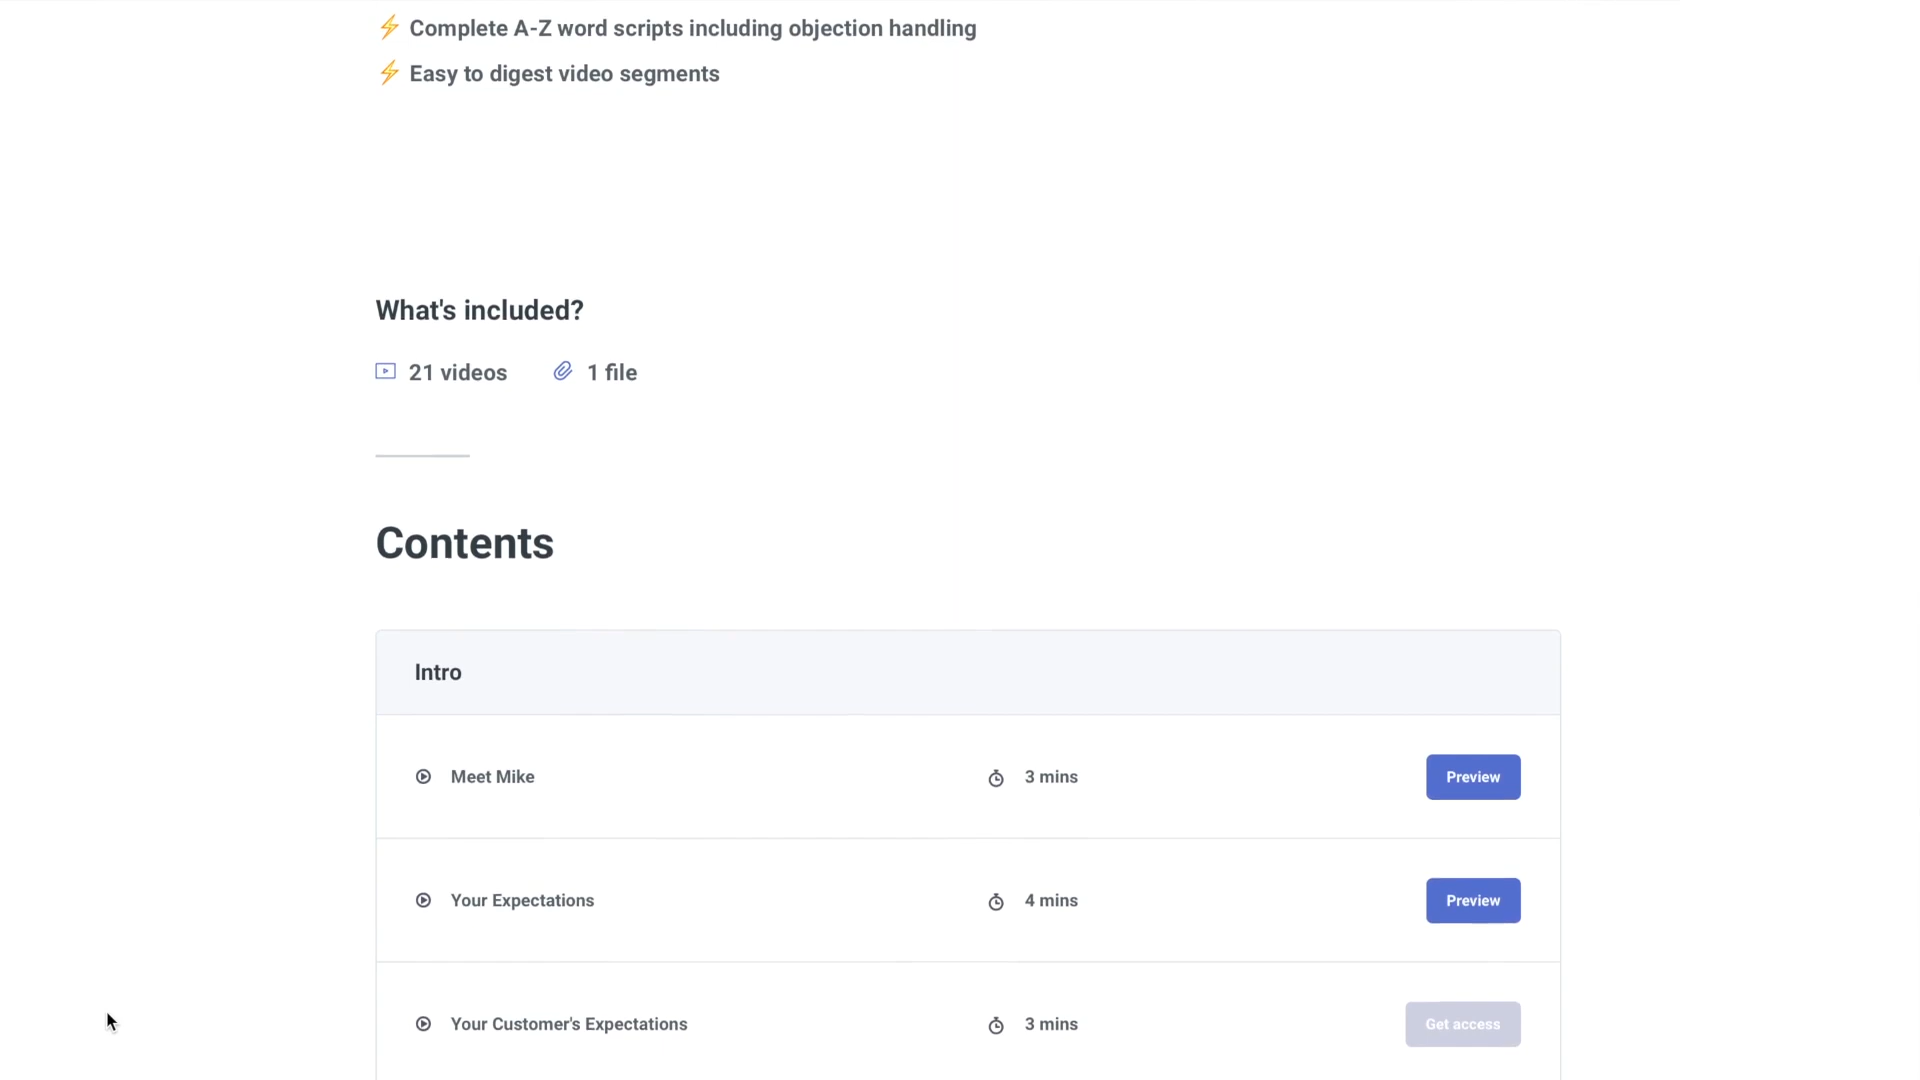 ⚡ Complete A-Z word scripts including objection handling
⚡ Easy to digest video segments
What's included?
21 videos 1 file
Contents
Intro
Meet Mike 3 mins Preview
Your Expectations 4 mins Preview
Your Customer's Expectations 3 mins Get access